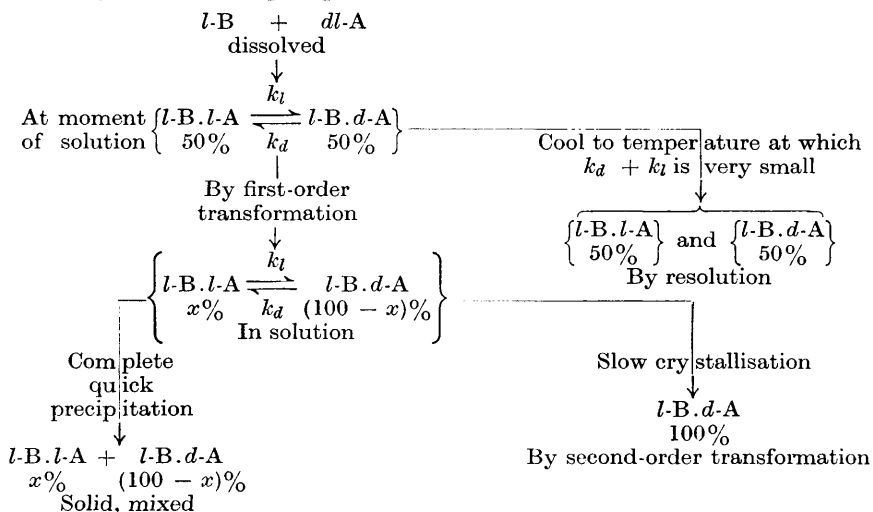 l-B + dl-A
dissolved
k_l
At moment of solution {l-B.l-A ⇌ l-B.d-A}
50% k_d 50%
Cool to temperature at which
k_d + k_l is very small
By first-order
transformation
{l-B.l-A} and {l-B.d-A}
50% 50%
By resolution
k_l
{l-B.l-A ⇌ l-B.d-A}
x% k_d (100 − x)%
In solution
Complete
quick
precipitation
Slow crystallisation
l-B.d-A
100%
By second-order transformation
l-B.l-A + l-B.d-A
x% (100 − x)%
Solid, mixed